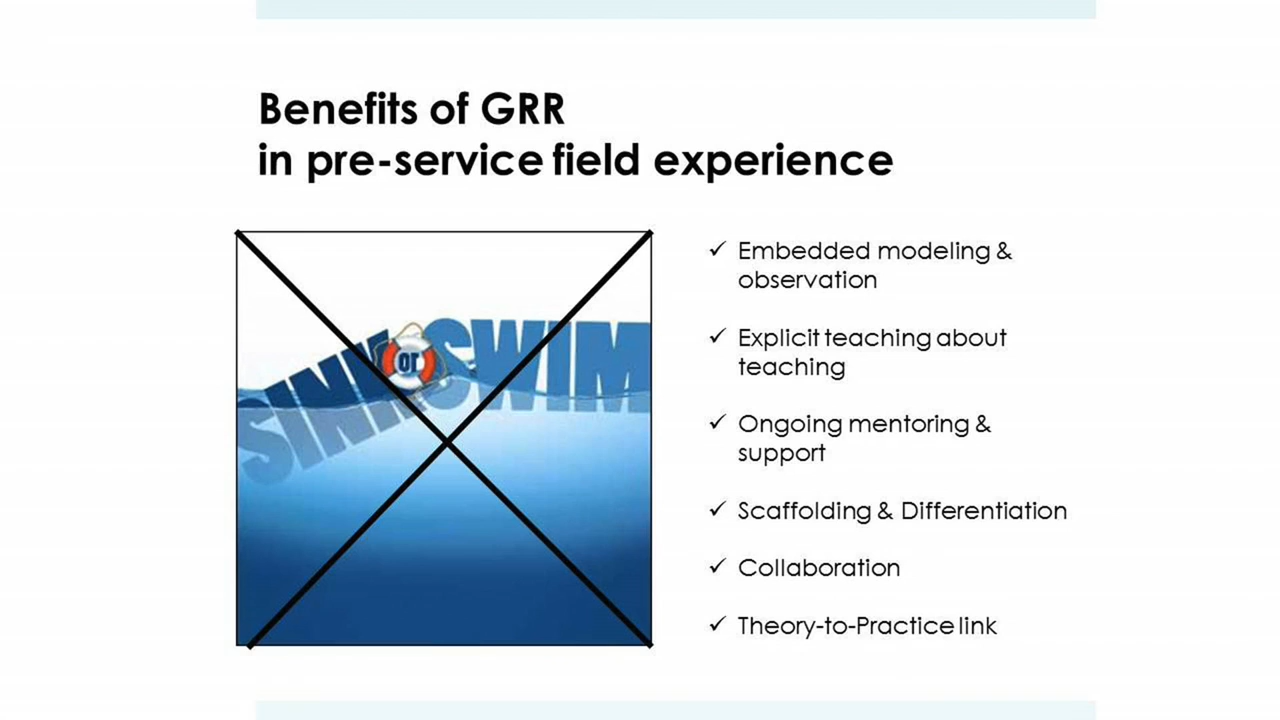 Benefits of GRR
in pre-service field experience
SINK or SWIM
✓ Embedded modeling &
observation
✓ Explicit teaching about
teaching
✓ Ongoing mentoring &
support
✓ Scaffolding & Differentiation
✓ Collaboration
✓ Theory-to-Practice link